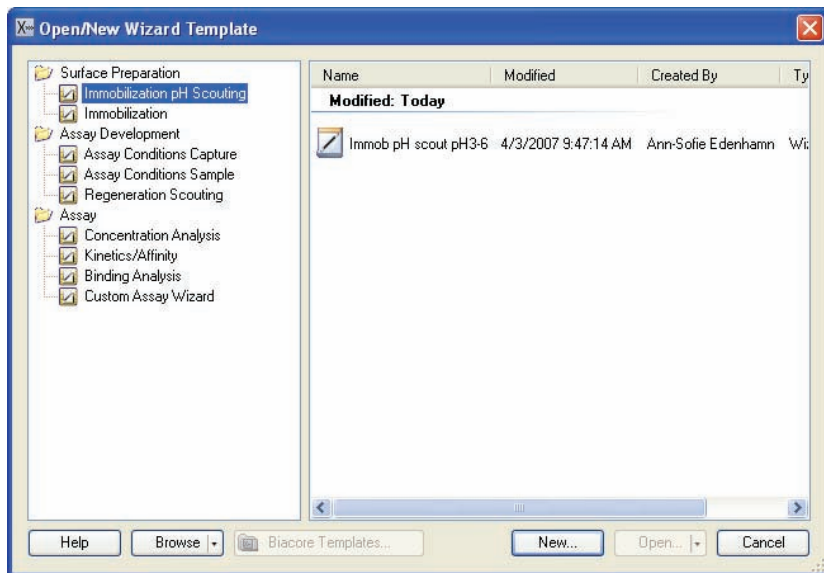 Open/New Wizard Template
Surface Preparation
Immobilization pH Scouting
Immobilization
Assay Development
Assay Conditions Capture
Assay Conditions Sample
Regeneration Scouting
Assay
Concentration Analysis
Kinetics/Affinity
Binding Analysis
Custom Assay Wizard
Name Modified Created By Ty
Modified: Today
Immob pH scout pH3-6 4/3/2007 9:47:14 AM Ann-Sofie Edenhamn Wi
Help Browse Biacore Templates... New... Open... Cancel